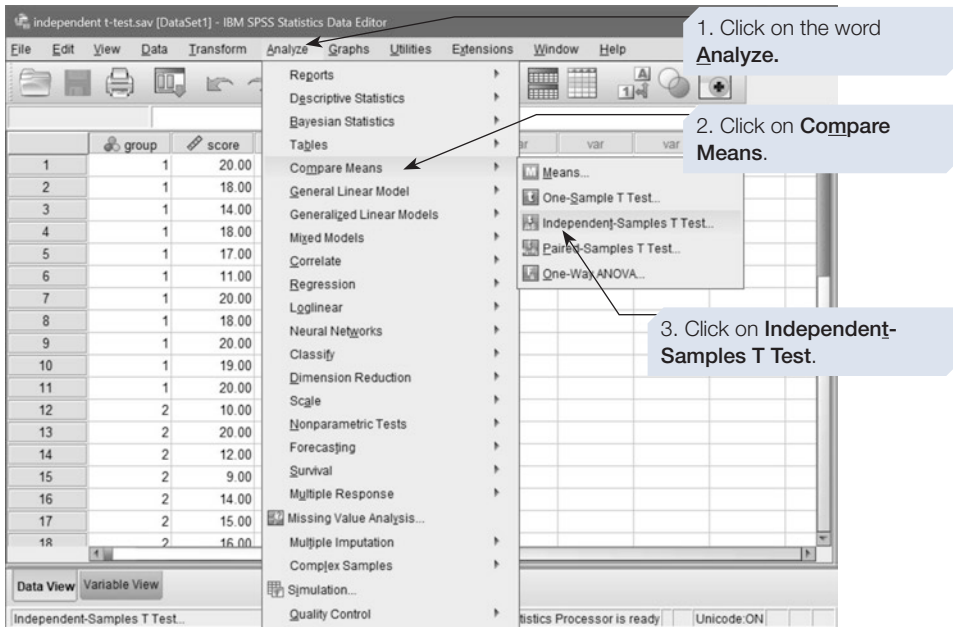 independent t-test.sav [DataSet1] - IBM SPSS Statistics Data Editor
File Edit View Data Transform Analyze Graphs Utilities Extensions Window Help
1. Click on the word
Analyze.
2. Click on Compare
Means.
3. Click on Independent-
Samples T Test.
Reports
Descriptive Statistics
Bayesian Statistics
Tables
Compare Means
General Linear Model
Generalized Linear Models
Mixed Models
Correlate
Regression
Loglinear
Neural Networks
Classify
Dimension Reduction
Scale
Nonparametric Tests
Forecasting
Survival
Multiple Response
Missing Value Analysis...
Multiple Imputation
Complex Samples
Simulation...
Quality Control
Means...
One-Sample T Test...
Independent-Samples T Test...
Paired-Samples T Test...
One-Way ANOVA...
group score var var
1 1 20.00
2 1 18.00
3 1 14.00
4 1 18.00
5 1 17.00
6 1 11.00
7 1 20.00
8 1 18.00
9 1 20.00
10 1 19.00
11 1 20.00
12 2 10.00
13 2 20.00
14 2 12.00
15 2 9.00
16 2 14.00
17 2 15.00
18 2 16.00
Data View Variable View
Independent-Samples T Test... tistics Processor is ready Unicode:ON